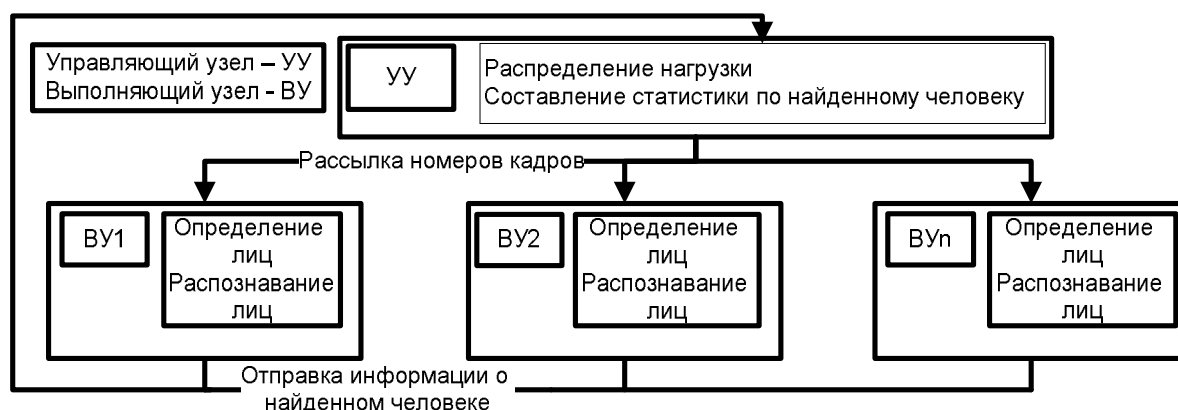 Управляющий узел – УУ
Выполняющий узел - ВУ
УУ
Распределение нагрузки
Составление статистики по найденному человеку
Рассылка номеров кадров
ВУ1
Определение
лиц
Распознавание
лиц
ВУ2
Определение
лиц
Распознавание
лиц
ВУn
Определение
лиц
Распознавание
лиц
Отправка информации о
найденном человеке